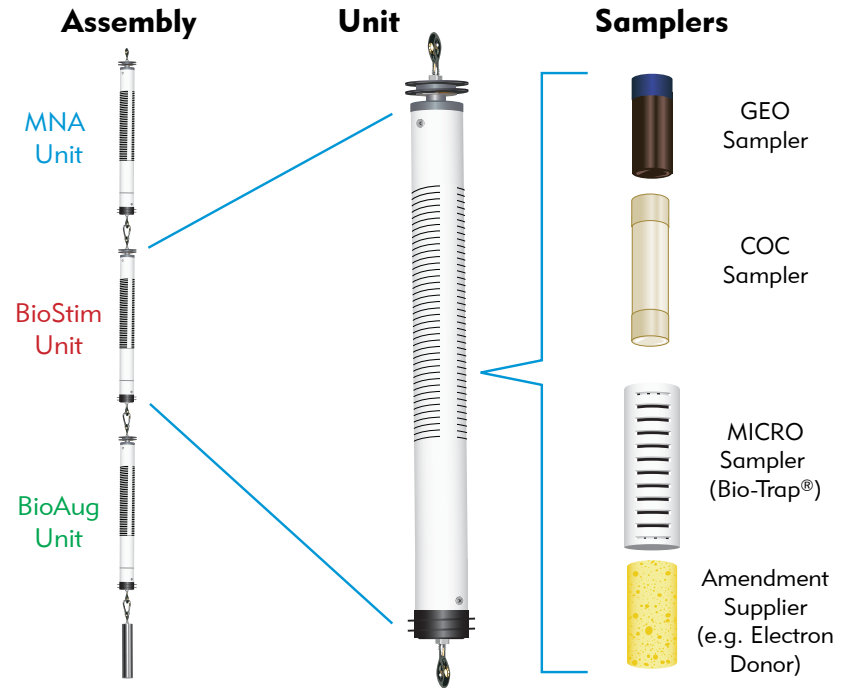 Assembly
Unit
Samplers
MNA
Unit
BioStim
Unit
BioAug
Unit
GEO
Sampler
COC
Sampler
MICRO
Sampler
(Bio-Trap®)
Amendment
Supplier
(e.g. Electron
Donor)